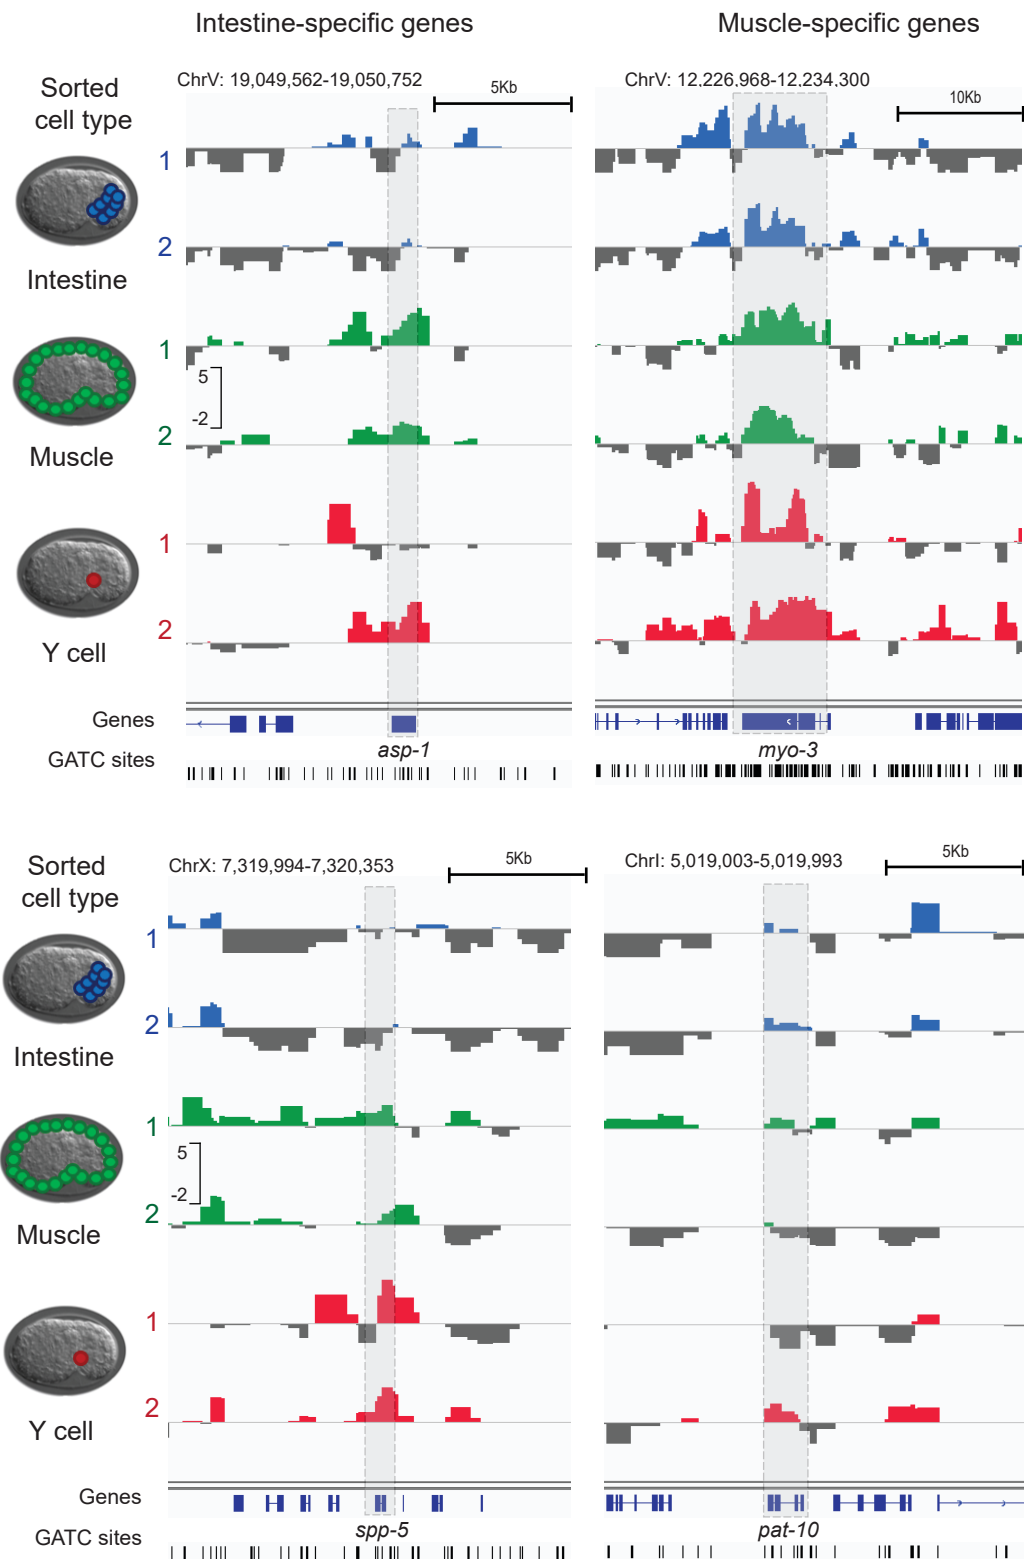 Intestine-specific genes
Muscle-specific genes
Sorted
cell type
ChrV: 19,049,562-19,050,752
5Kb
ChrV: 12,226,968-12,234,300
10Kb
1
2
Intestine
1
5
-2
2
Muscle
1
2
Y cell
Genes
GATC sites
asp-1
myo-3
Sorted
cell type
ChrX: 7,319,994-7,320,353
5Kb
ChrI: 5,019,003-5,019,993
5Kb
1
2
Intestine
1
5
-2
2
Muscle
1
2
Y cell
Genes
GATC sites
spp-5
pat-10